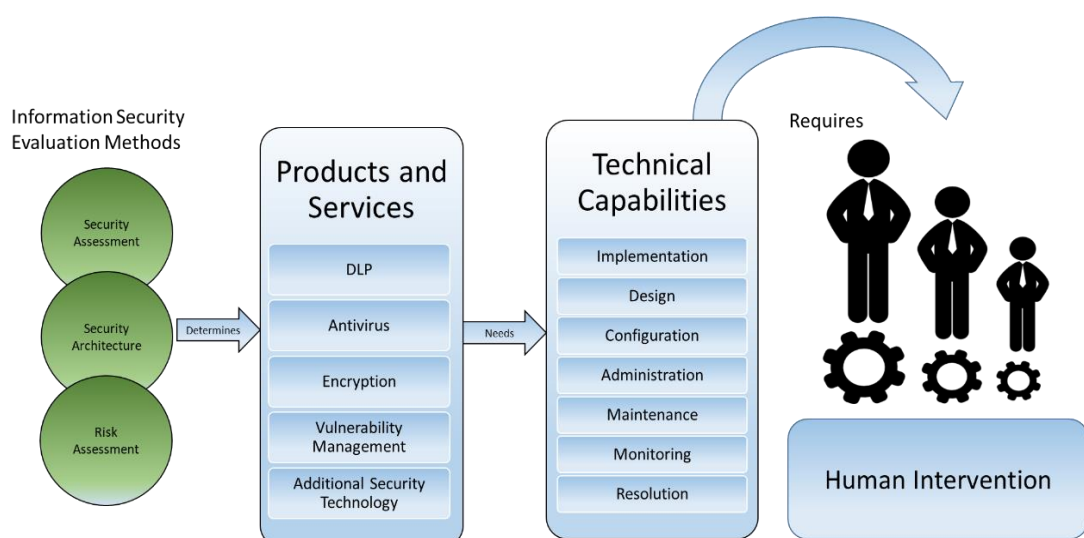 Information Security
Evaluation Methods
Security
Assessment
Security
Architecture
Risk
Assessment
Determines
Products and
Services
DLP
Antivirus
Encryption
Vulnerability
Management
Additional Security
Technology
Needs
Technical
Capabilities
Implementation
Design
Configuration
Administration
Maintenance
Monitoring
Resolution
Requires
Human Intervention